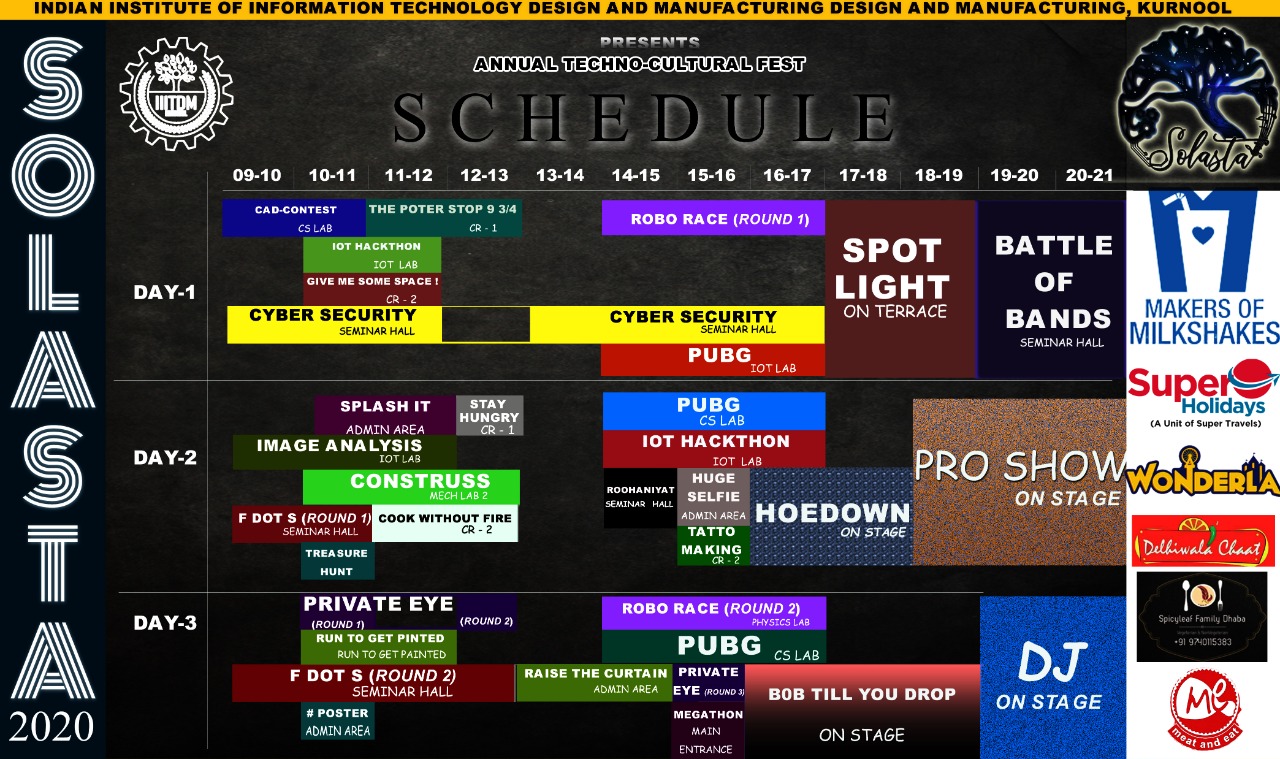 INDIAN INSTITUTE OF INFORMATION TECHNOLOGY DESIGN AND MANUFACTURING DESIGN AND MANUFACTURING, KURNOOL
SOLASTA
2020
IIITDM
PRESENTS
ANNUAL TECHNO-CULTURAL FEST
SCHEDULE
Solasta
09-10 10-11 11-12 12-13 13-14 14-15 15-16 16-17 17-18 18-19 19-20 20-21
DAY-1
CAD-CONTEST
CS LAB
THE POTER STOP 9 3/4
CR - 1
IOT HACKTHON
IOT LAB
GIVE ME SOME SPACE !
CR - 2
CYBER SECURITY
SEMINAR HALL
ROBO RACE (ROUND 1)
CYBER SECURITY
SEMINAR HALL
PUBG
IOT LAB
SPOT
LIGHT
ON TERRACE
BATTLE
OF
BANDS
SEMINAR HALL
DAY-2
SPLASH IT
ADMIN AREA
STAY
HUNGRY
CR - 1
IMAGE ANALYSIS
IOT LAB
CONSTRUSS
MECH LAB 2
F DOT S (ROUND 1)
SEMINAR HALL
COOK WITHOUT FIRE
CR - 2
TREASURE
HUNT
PUBG
CS LAB
IOT HACKTHON
IOT LAB
ROOHANIYAT
SEMINAR HALL
HUGE
SELFIE
ADMIN AREA
TATTO
MAKING
CR - 2
HOEDOWN
ON STAGE
PRO SHOW
ON STAGE
DAY-3
PRIVATE EYE
(ROUND 1)
(ROUND 2)
RUN TO GET PINTED
RUN TO GET PAINTED
F DOT S (ROUND 2)
SEMINAR HALL
# POSTER
ADMIN AREA
RAISE THE CURTAIN
ADMIN AREA
ROBO RACE (ROUND 2)
PHYSICS LAB
PUBG
CS LAB
PRIVATE
EYE (ROUND 3)
MEGATHON
MAIN
ENTRANCE
B0B TILL YOU DROP
ON STAGE
DJ
ON STAGE
MAKERS OF
MILKSHAKES
Super
Holidays
(A Unit of Super Travels)
WONDERLA
Delhiwala Chaat
Spicyleaf Family Dhaba
+91 9740115383
Me
meat and eat